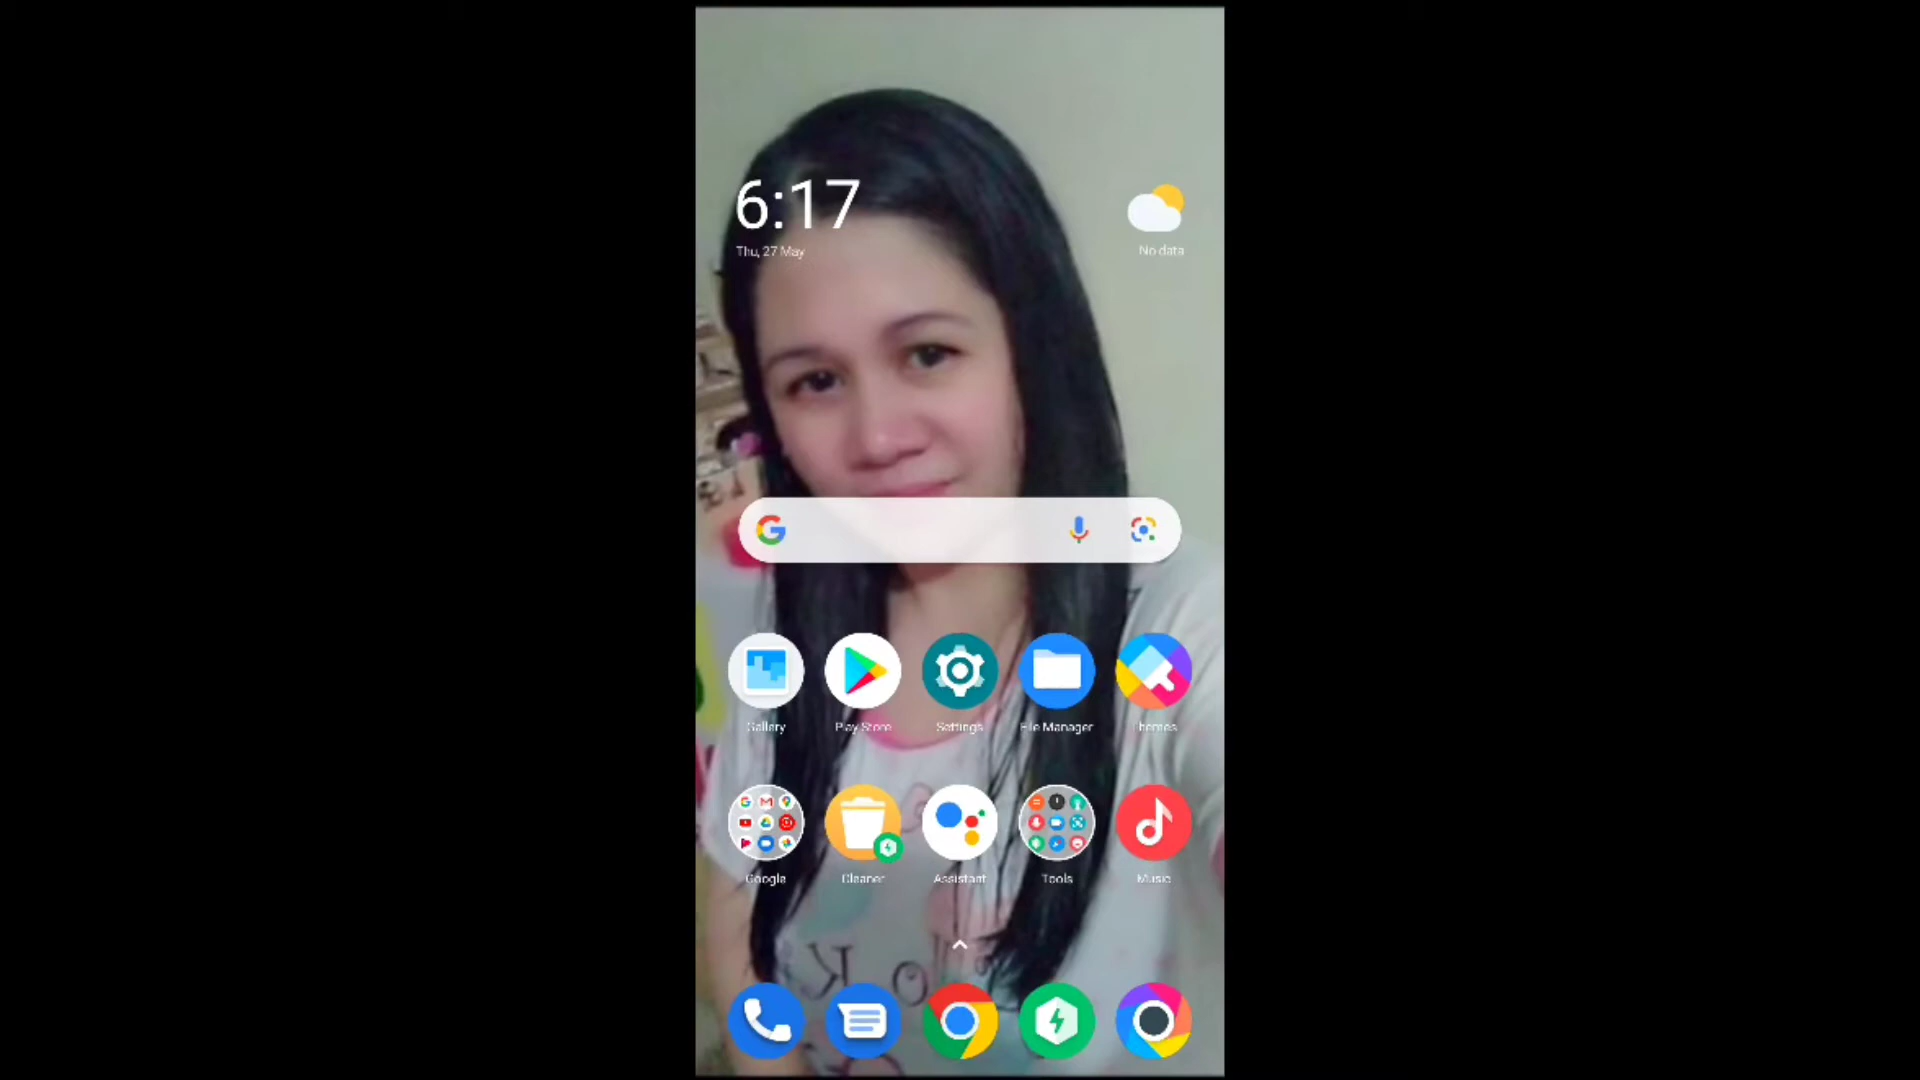 6:17
Thu, 27 May
No data
Gallery
Play Store
Settings
File Manager
Themes
Google
Cleaner
Assistant
Tools
Music